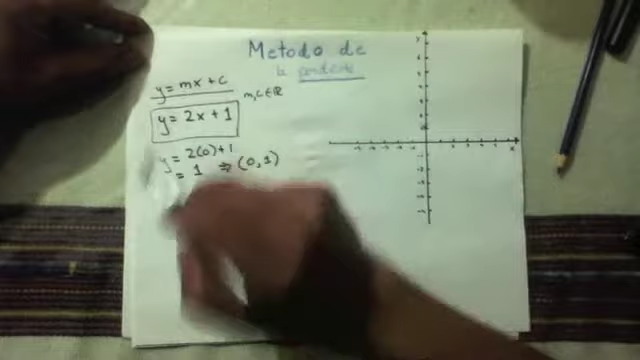 Metodo de
la pendiente
y = mx + c
m, c ∈ ℝ
y = 2x + 1
y = 2(0) + 1
= 1 ⇒ (0, 1)